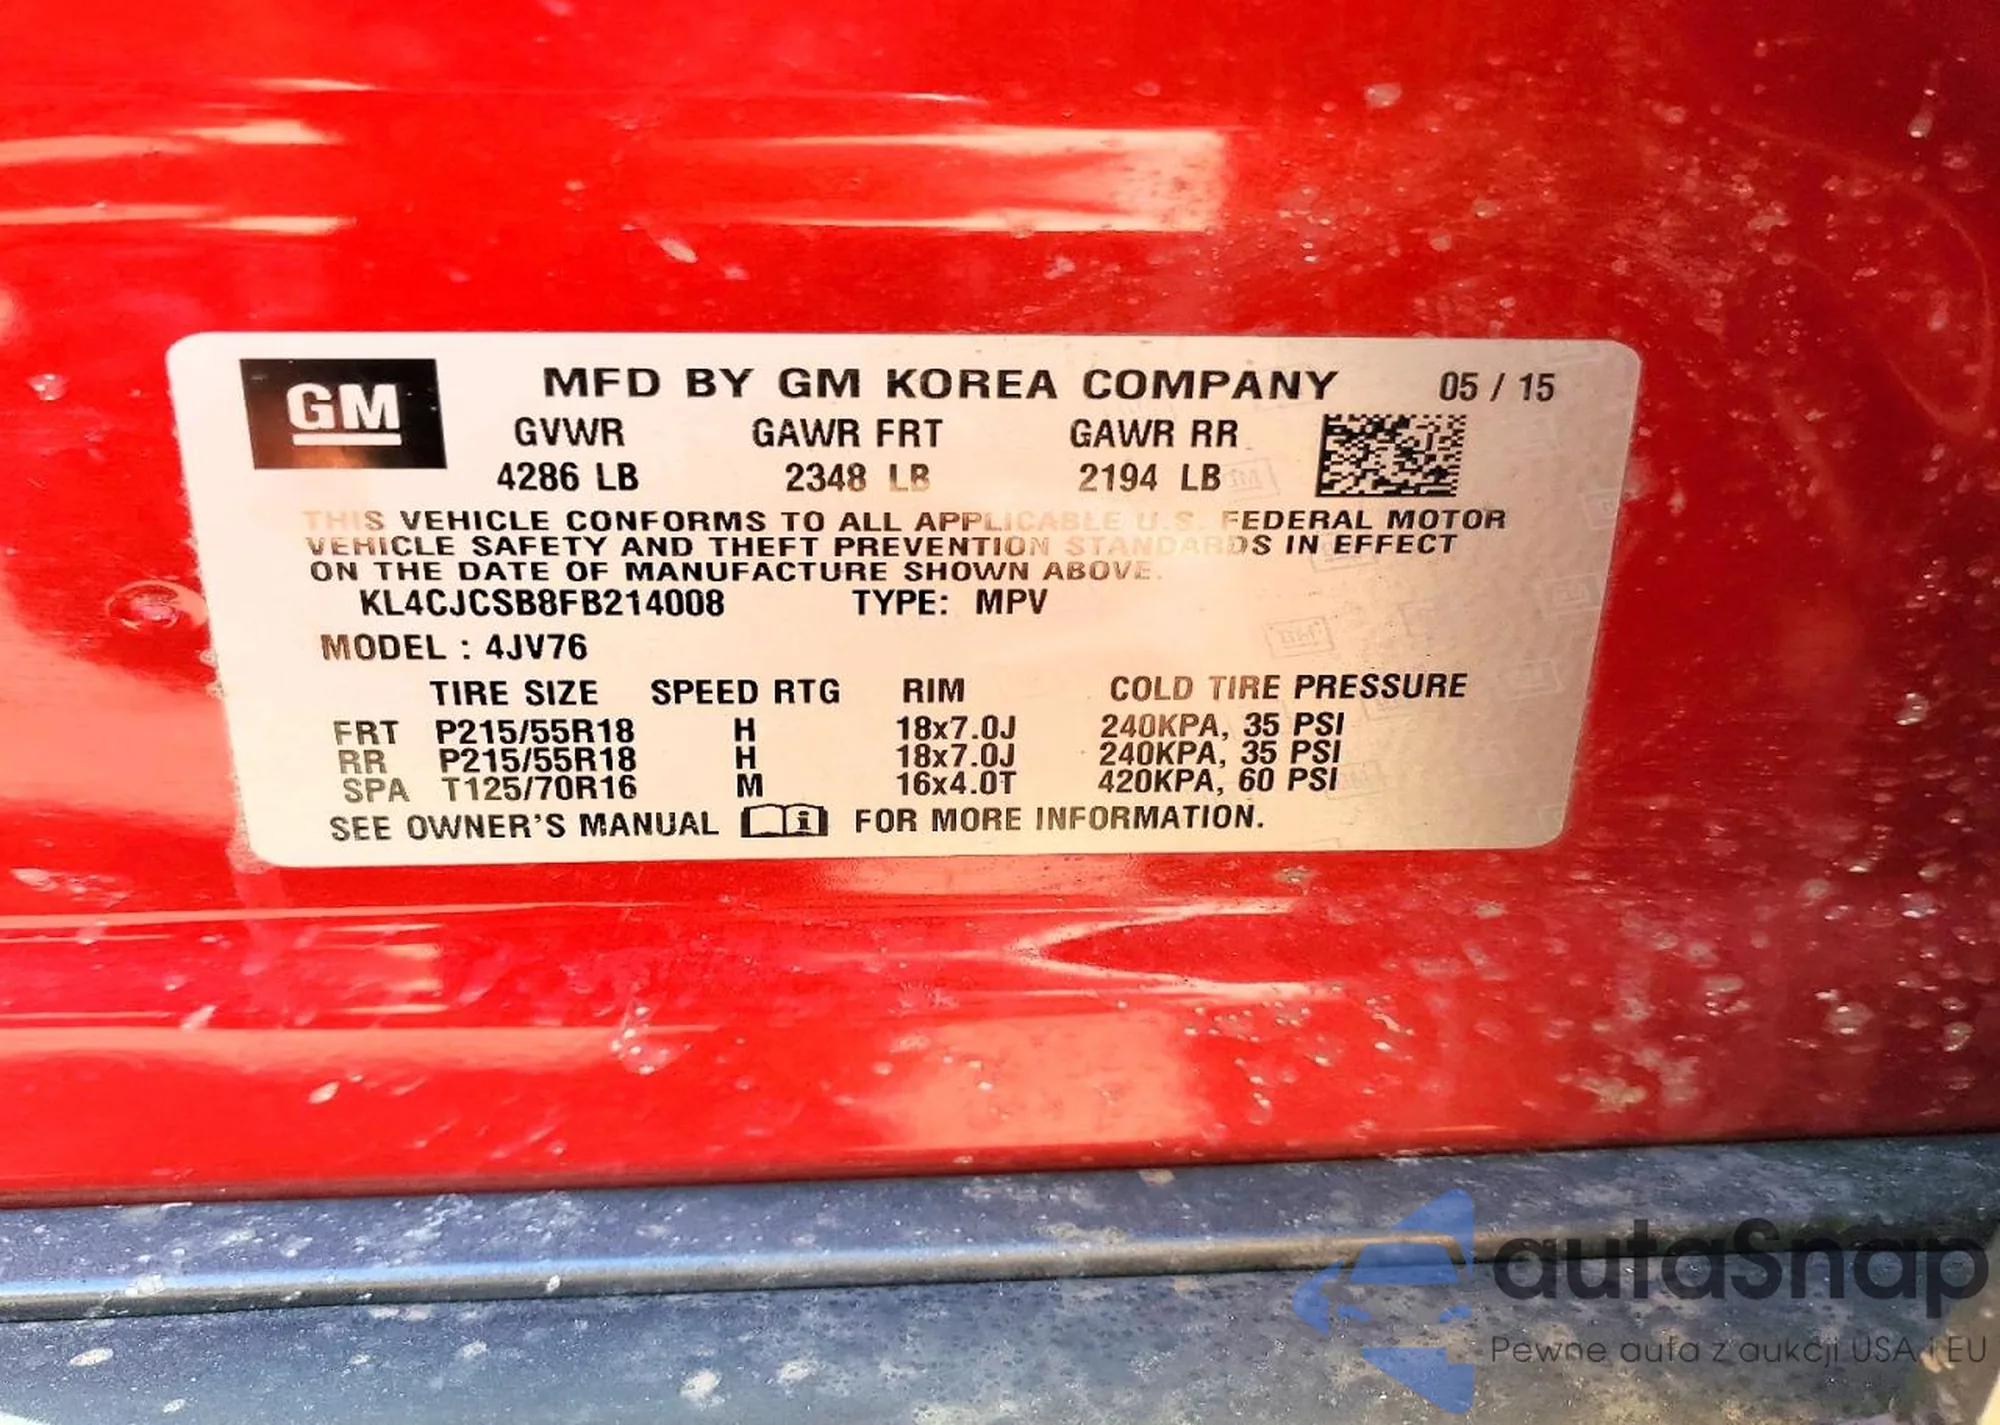 GM
MFD BY GM KOREA COMPANY 05 / 15
GVWR GAWR FRT GAWR RR
4286 LB 2348 LB 2194 LB
THIS VEHICLE CONFORMS TO ALL APPLICABLE U.S. FEDERAL MOTOR
VEHICLE SAFETY AND THEFT PREVENTION STANDARDS IN EFFECT
ON THE DATE OF MANUFACTURE SHOWN ABOVE.
KL4CJCSB8FB214008 TYPE: MPV
MODEL : 4JV76
TIRE SIZE SPEED RTG RIM COLD TIRE PRESSURE
FRT P215/55R18 H 18x7.0J 240KPA, 35 PSI
RR P215/55R18 H 18x7.0J 240KPA, 35 PSI
SPA T125/70R16 M 16x4.0T 420KPA, 60 PSI
SEE OWNER'S MANUAL FOR MORE INFORMATION.
autaSnap
Pewne auta z aukcji USA i EU